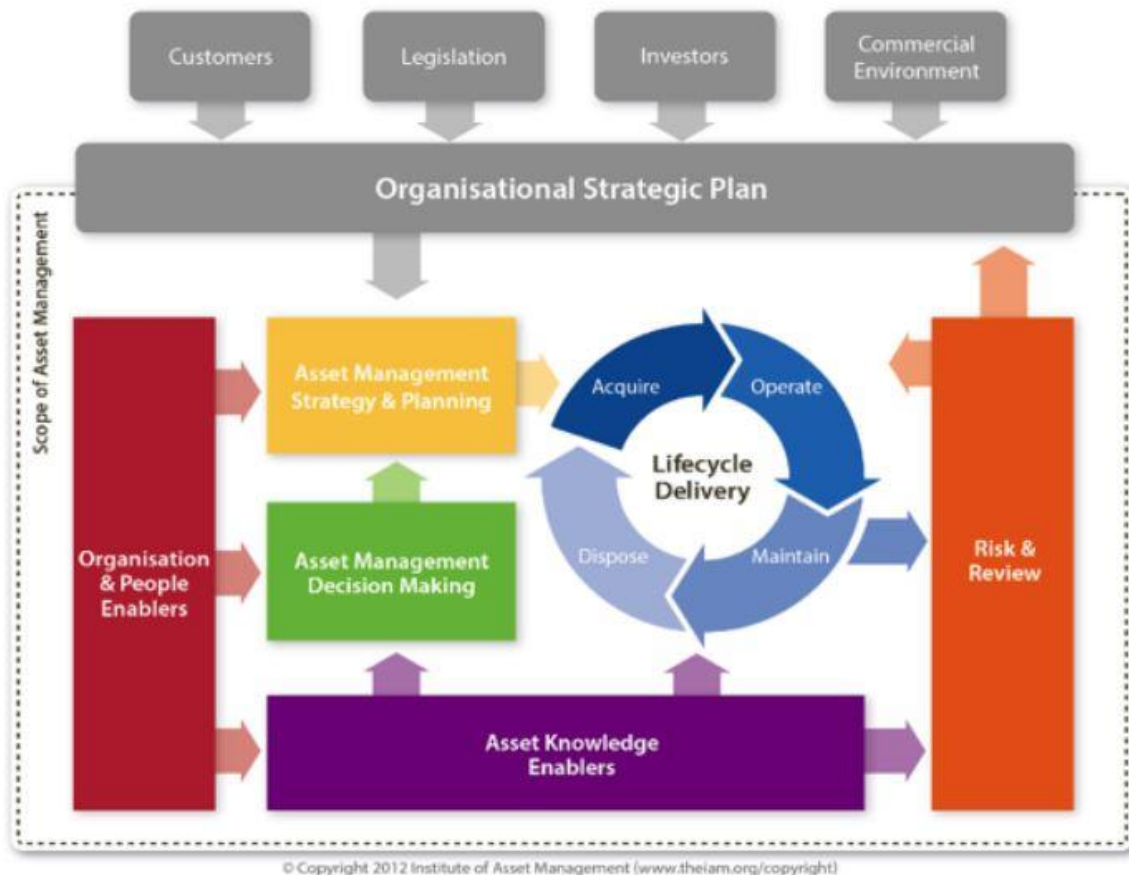 Customers
Legislation
Investors
Commercial
Environment
Organisational Strategic Plan
Scope of Asset Management
Organisation
& People
Enablers
Asset Management
Strategy & Planning
Asset Management
Decision Making
Acquire
Operate
Lifecycle
Delivery
Dispose
Maintain
Risk &
Review
Asset Knowledge
Enablers
© Copyright 2012 Institute of Asset Management (www.theiam.org/copyright)